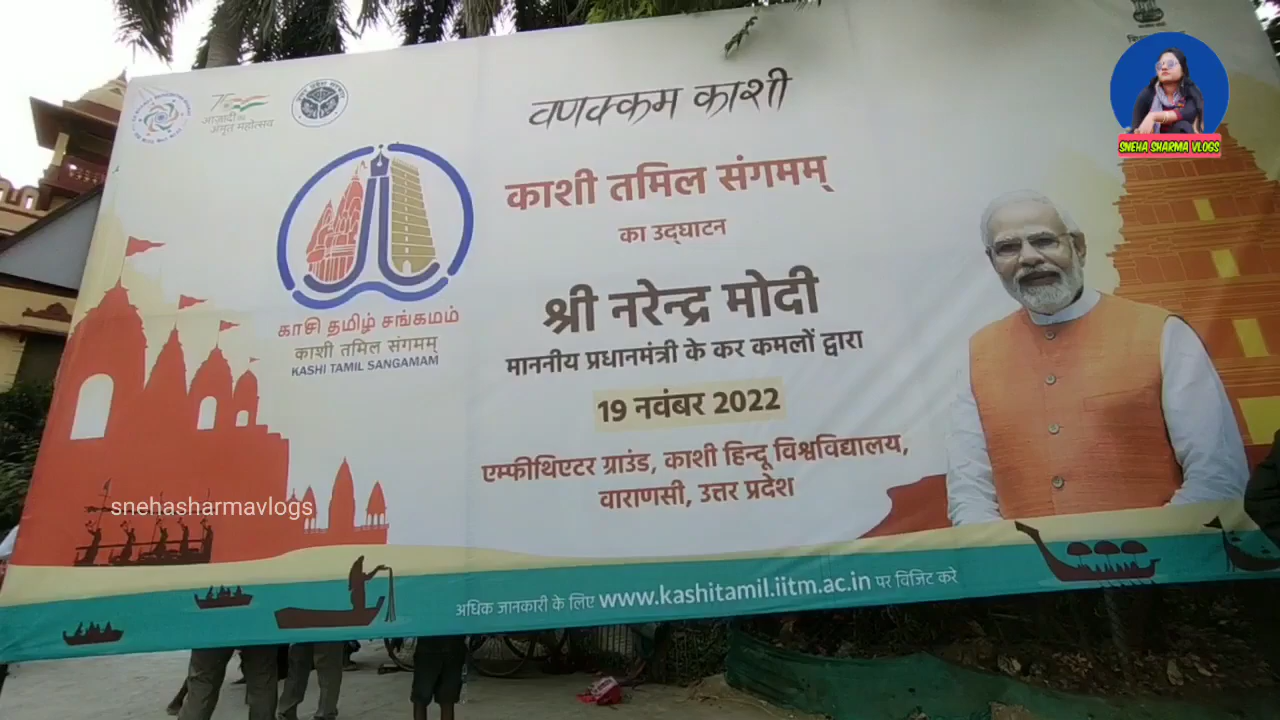 वणक्कम काशी
काशी तमिल संगमम्
का उद्घाटन
श्री नरेन्द्र मोदी
माननीय प्रधानमंत्री के कर कमलों द्वारा
19 नवंबर 2022
एम्फीथिएटर ग्राउंड, काशी हिन्दू विश्वविद्यालय,
वाराणसी, उत्तर प्रदेश
आज़ादी का
अमृत महोत्सव
காசி தமிழ் சங்கமம்
काशी तमिल संगमम्
KASHI TAMIL SANGAMAM
SNEHA SHARMA VLOGS
snehasharmavlogs
अधिक जानकारी के लिए www.kashitamil.iitm.ac.in पर विजिट करे